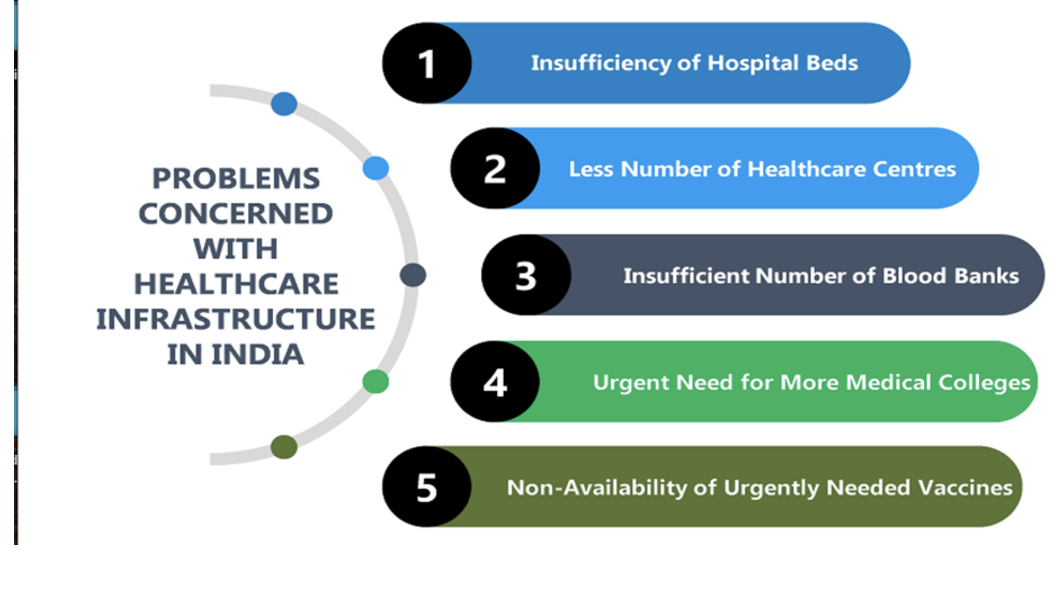 PROBLEMS
CONCERNED
WITH
HEALTHCARE
INFRASTRUCTURE
IN INDIA
1
Insufficiency of Hospital Beds
2
Less Number of Healthcare Centres
3
Insufficient Number of Blood Banks
4
Urgent Need for More Medical Colleges
5
Non-Availability of Urgently Needed Vaccines